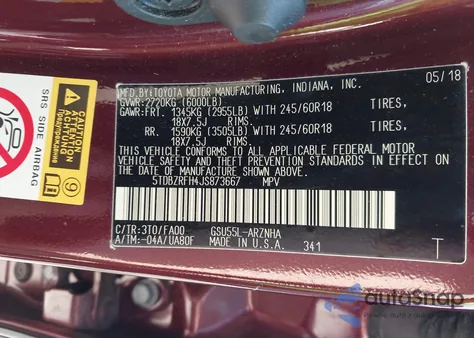 MFD.BY:TOYOTA MOTOR MANUFACTURING, INDIANA, INC. 05/18
GVWR:2720KG (6000LB)
GAWR:FRT. 1345KG (2955LB) WITH 245/60R18 TIRES,
18X7.5J RIMS,
RR. 1590KG (3505LB) WITH 245/60R18 TIRES,
18X7.5J RIMS,
THIS VEHICLE CONFORMS TO ALL APPLICABLE FEDERAL MOTOR
VEHICLE SAFETY AND THEFT PREVENTION STANDARDS IN EFFECT ON
THE DATE OF MANUFACTURE SHOWN ABOVE.
5TDBZRFH4JS873667 MPV
C/TR:3T0/FA00 GSU55L-ARZNHA
A/TM:-04A/UA80F MADE IN U.S.A. 341 T
SRS SIDE AIRBAG
9
autoSnap